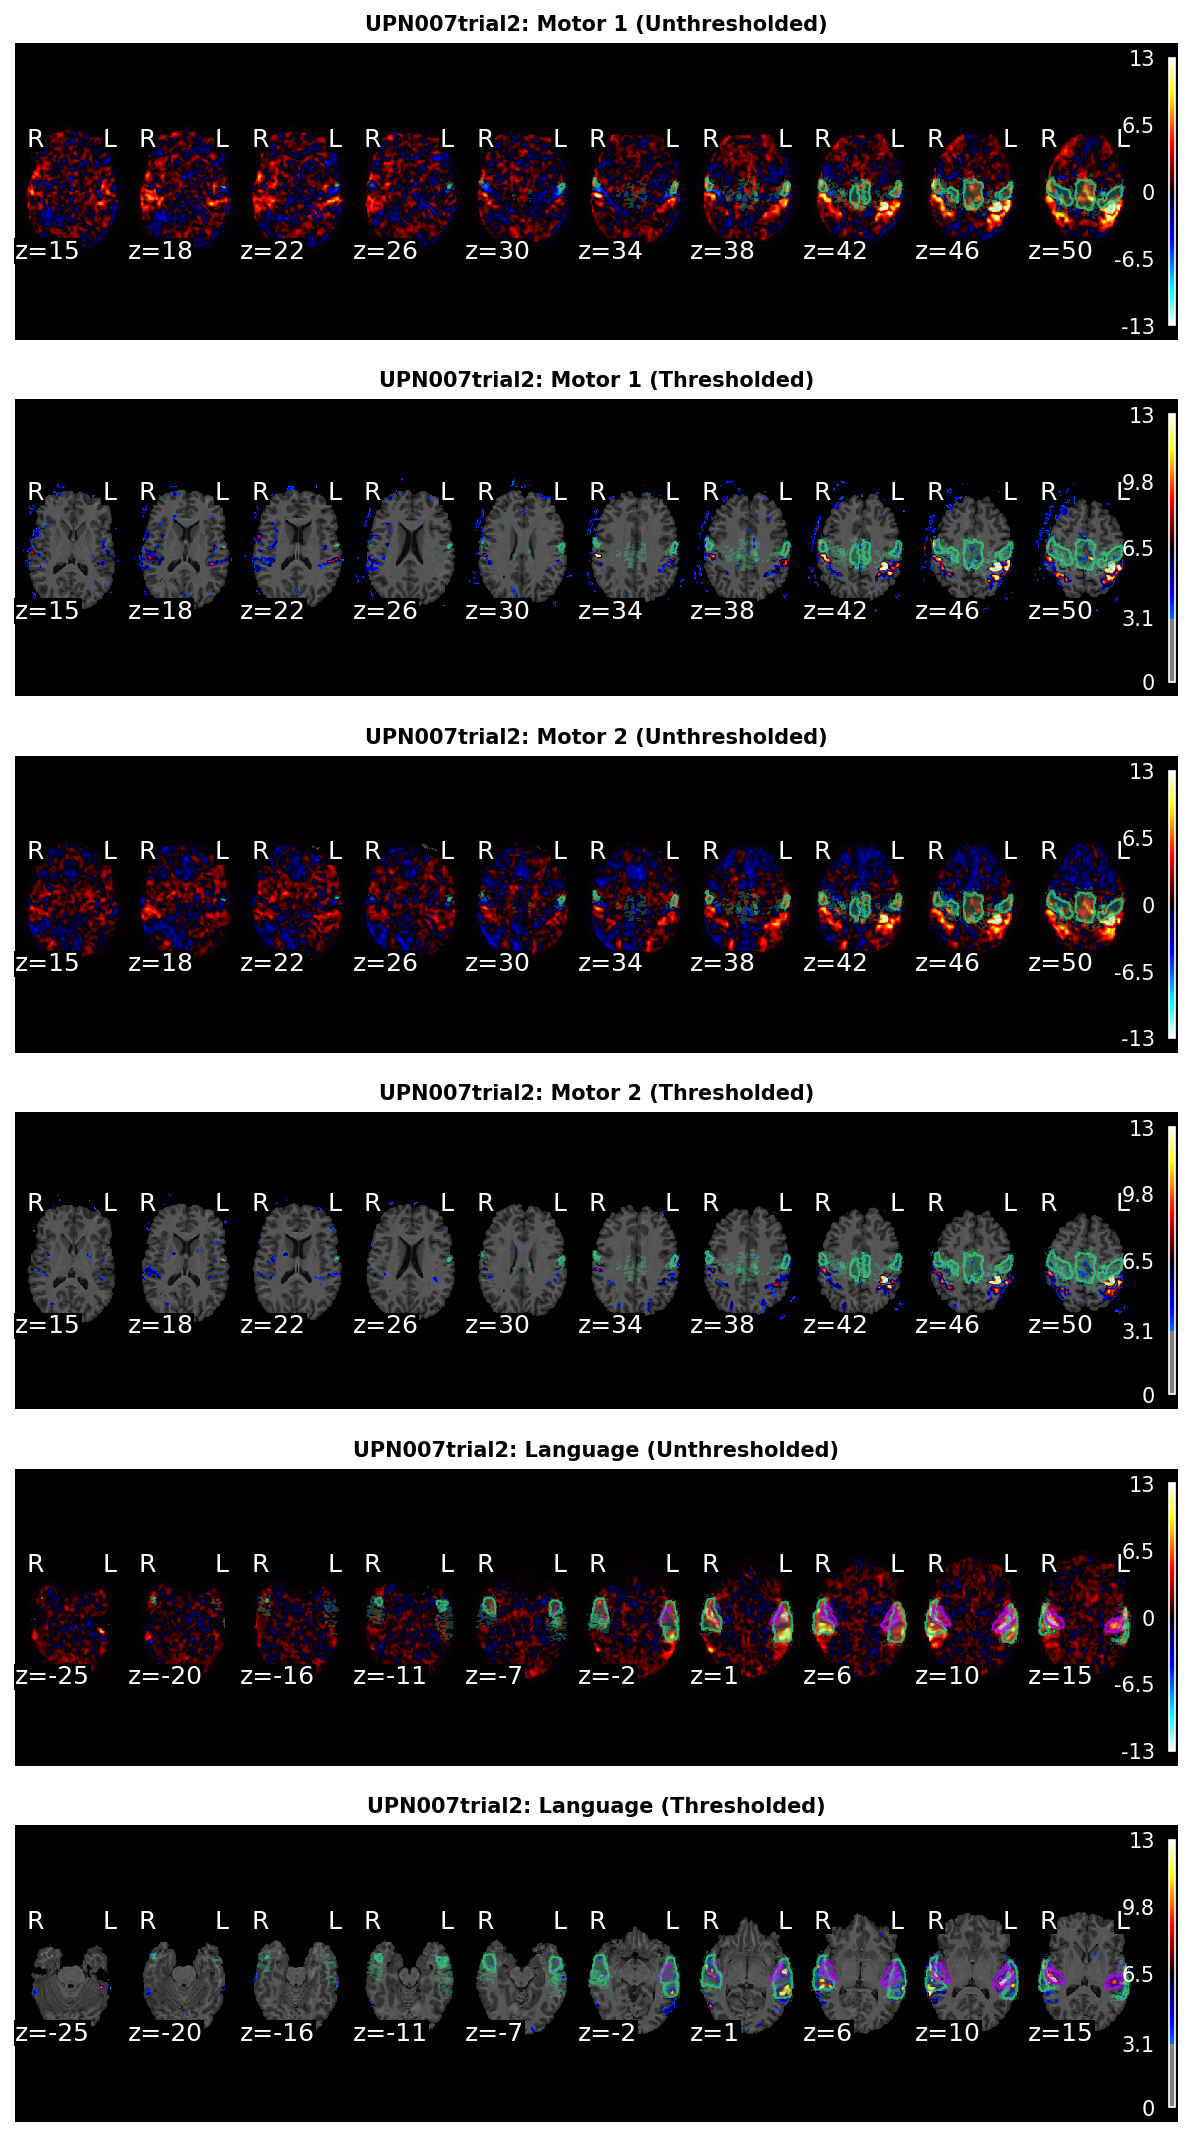 UPN007trial2: Motor 1 (Unthresholded)
R L R L R L R L R L R L R L R L R L R L
z=15 z=18 z=22 z=26 z=30 z=34 z=38 z=42 z=46 z=50
13
6.5
0
-6.5
-13
UPN007trial2: Motor 1 (Thresholded)
R L R L R L R L R L R L R L R L R L R L
z=15 z=18 z=22 z=26 z=30 z=34 z=38 z=42 z=46 z=50
13
9.8
6.5
3.1
0
UPN007trial2: Motor 2 (Unthresholded)
R L R L R L R L R L R L R L R L R L R L
z=15 z=18 z=22 z=26 z=30 z=34 z=38 z=42 z=46 z=50
13
6.5
0
-6.5
-13
UPN007trial2: Motor 2 (Thresholded)
R L R L R L R L R L R L R L R L R L R L
z=15 z=18 z=22 z=26 z=30 z=34 z=38 z=42 z=46 z=50
13
9.8
6.5
3.1
0
UPN007trial2: Language (Unthresholded)
R L R L R L R L R L R L R L R L R L R L
z=-25 z=-20 z=-16 z=-11 z=-7 z=-2 z=1 z=6 z=10 z=15
13
6.5
0
-6.5
-13
UPN007trial2: Language (Thresholded)
R L R L R L R L R L R L R L R L R L R L
z=-25 z=-20 z=-16 z=-11 z=-7 z=-2 z=1 z=6 z=10 z=15
13
9.8
6.5
3.1
0